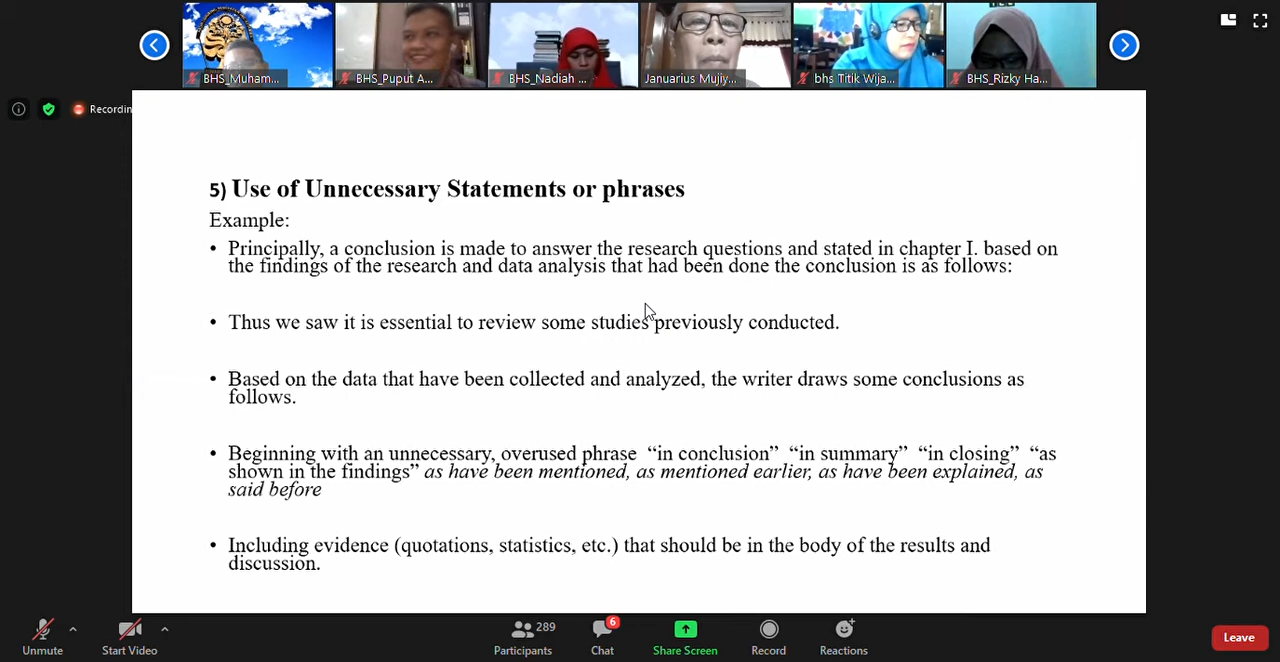 BHS_Muham...
BHS_Puput A...
BHS_Nadiah ...
Januarius Mujiy...
bhs Titik Wija...
BHS_Rizky Ha...
Recordin
5) Use of Unnecessary Statements or phrases
Example:
• Principally, a conclusion is made to answer the research questions and stated in chapter I. based on
the findings of the research and data analysis that had been done the conclusion is as follows:
• Thus we saw it is essential to review some studies previously conducted.
• Based on the data that have been collected and analyzed, the writer draws some conclusions as
follows.
• Beginning with an unnecessary, overused phrase “in conclusion” “in summary” “in closing” “as
shown in the findings” as have been mentioned, as mentioned earlier, as have been explained, as
said before
• Including evidence (quotations, statistics, etc.) that should be in the body of the results and
discussion.
Unmute
Start Video
289
Participants
6
Chat
Share Screen
Record
Reactions
Leave